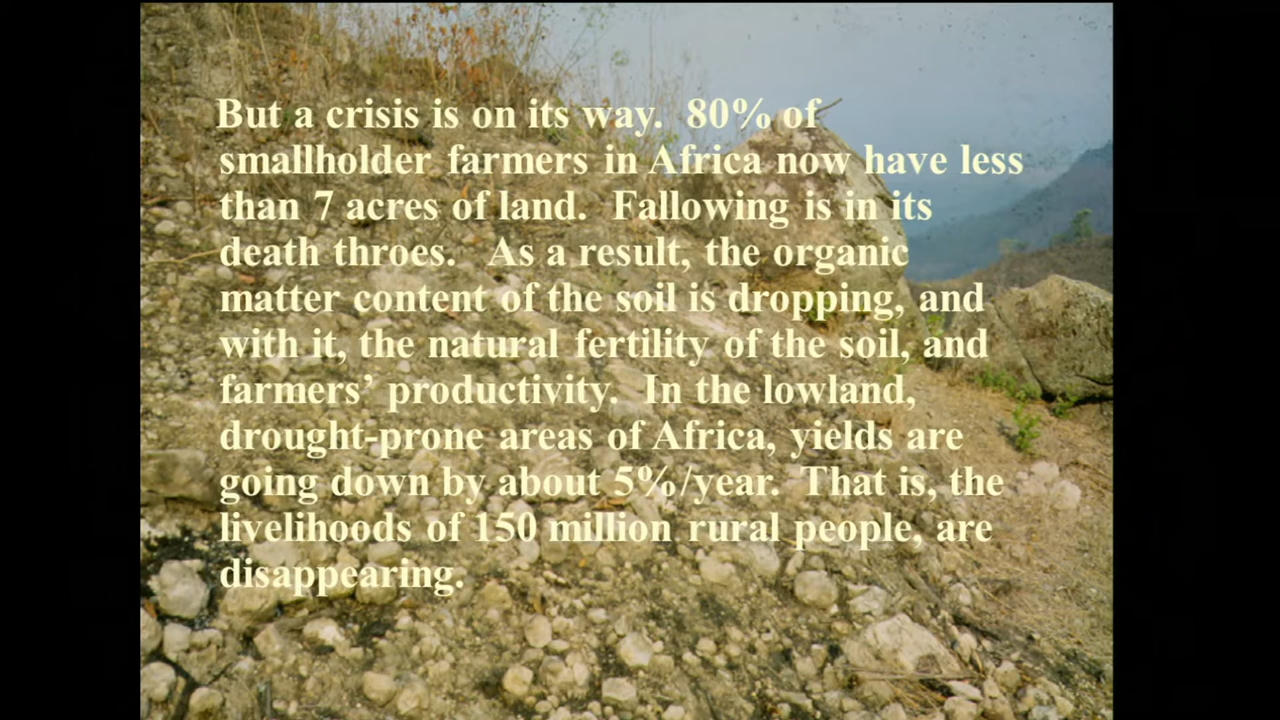 But a crisis is on its way.  80% of
smallholder farmers in Africa now have less
than 7 acres of land.  Fallowing is in its
death throes.   As a result, the organic
matter content of the soil is dropping, and
with it, the natural fertility of the soil, and
farmers’ productivity.  In the lowland,
drought-prone areas of Africa, yields are
going down by about 5%/year.  That is, the
livelihoods of 150 million rural people, are
disappearing.